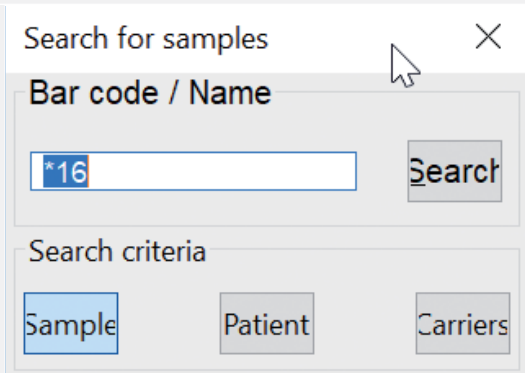 Search for samples
Bar code / Name
*16
Search
Search criteria
Sample
Patient
Carriers